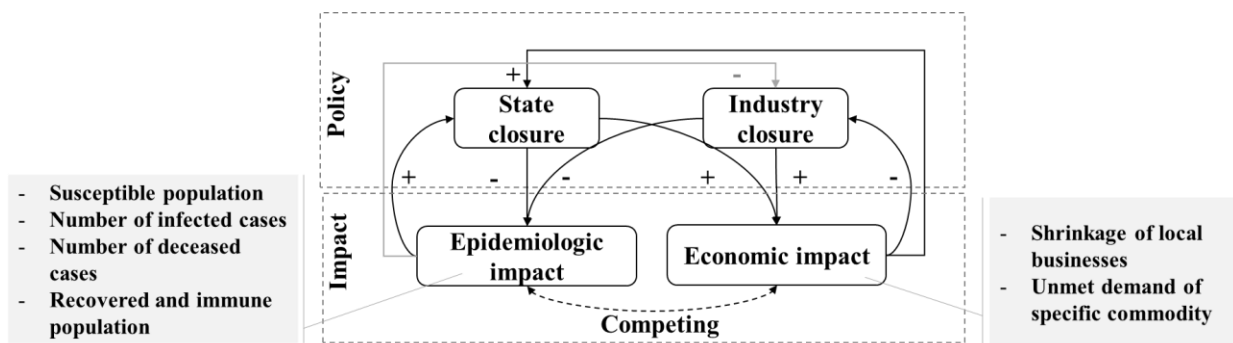 +
-
Policy
State
closure
Industry
closure
+
-
-
+
+
-
- Susceptible population
- Number of infected cases
- Number of deceased
cases
- Recovered and immune
population
Impact
Epidemiologic
impact
Economic impact
Competing
- Shrinkage of local
businesses
- Unmet demand of
specific commodity